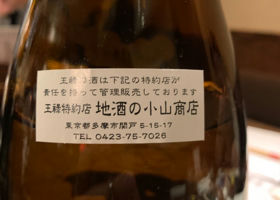 王祿の酒は下記の特約店が
責任を持って管理販売しております
王祿特約店 地酒の小山商店
東京都多摩市関戸5-15-17
TEL 0423-75-7026